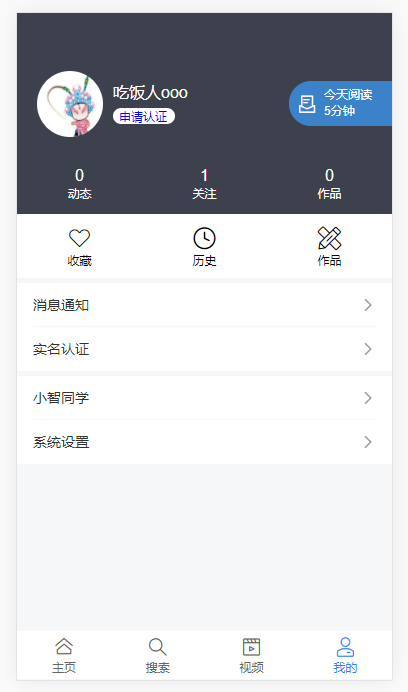 吃饭人ooo
申请认证
今天阅读
5分钟
0
动态
1
关注
0
作品
收藏
历史
作品
消息通知
实名认证
小智同学
系统设置
主页
搜索
视频
我的